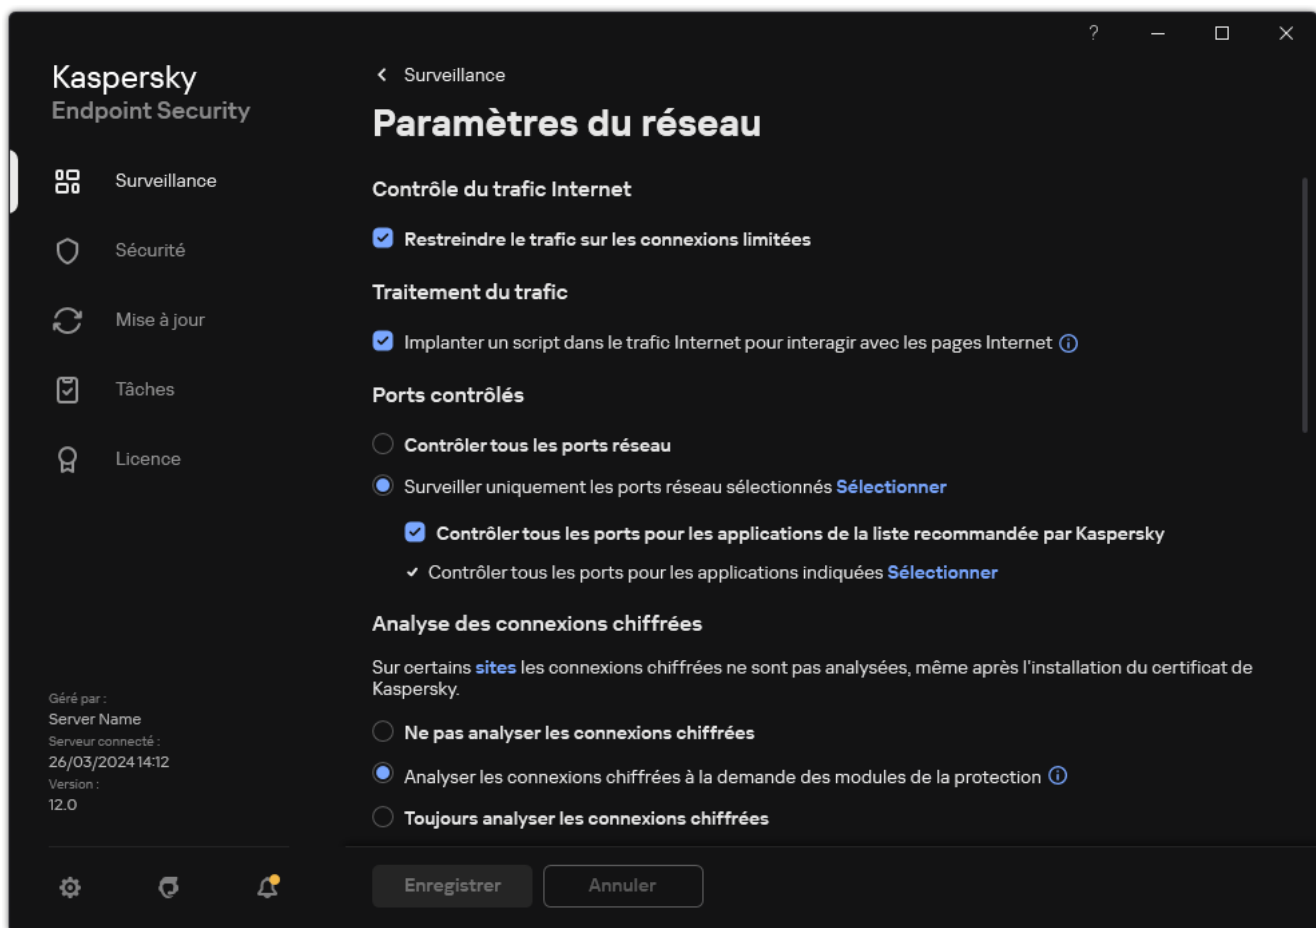 ?
Kaspersky
Endpoint Security
Surveillance
Sécurité
Mise à jour
Tâches
Licence
Géré par :
Server Name
Serveur connecté :
26/03/2024 14:12
Version :
12.0
Surveillance
Paramètres du réseau
Contrôle du trafic Internet
Restreindre le trafic sur les connexions limitées
Traitement du trafic
Implanter un script dans le trafic Internet pour interagir avec les pages Internet
Ports contrôlés
Contrôler tous les ports réseau
Surveiller uniquement les ports réseau sélectionnés Sélectionner
Contrôler tous les ports pour les applications de la liste recommandée par Kaspersky
Contrôler tous les ports pour les applications indiquées Sélectionner
Analyse des connexions chiffrées
Sur certains sites les connexions chiffrées ne sont pas analysées, même après l'installation du certificat de
Kaspersky.
Ne pas analyser les connexions chiffrées
Analyser les connexions chiffrées à la demande des modules de la protection
Toujours analyser les connexions chiffrées
Enregistrer
Annuler